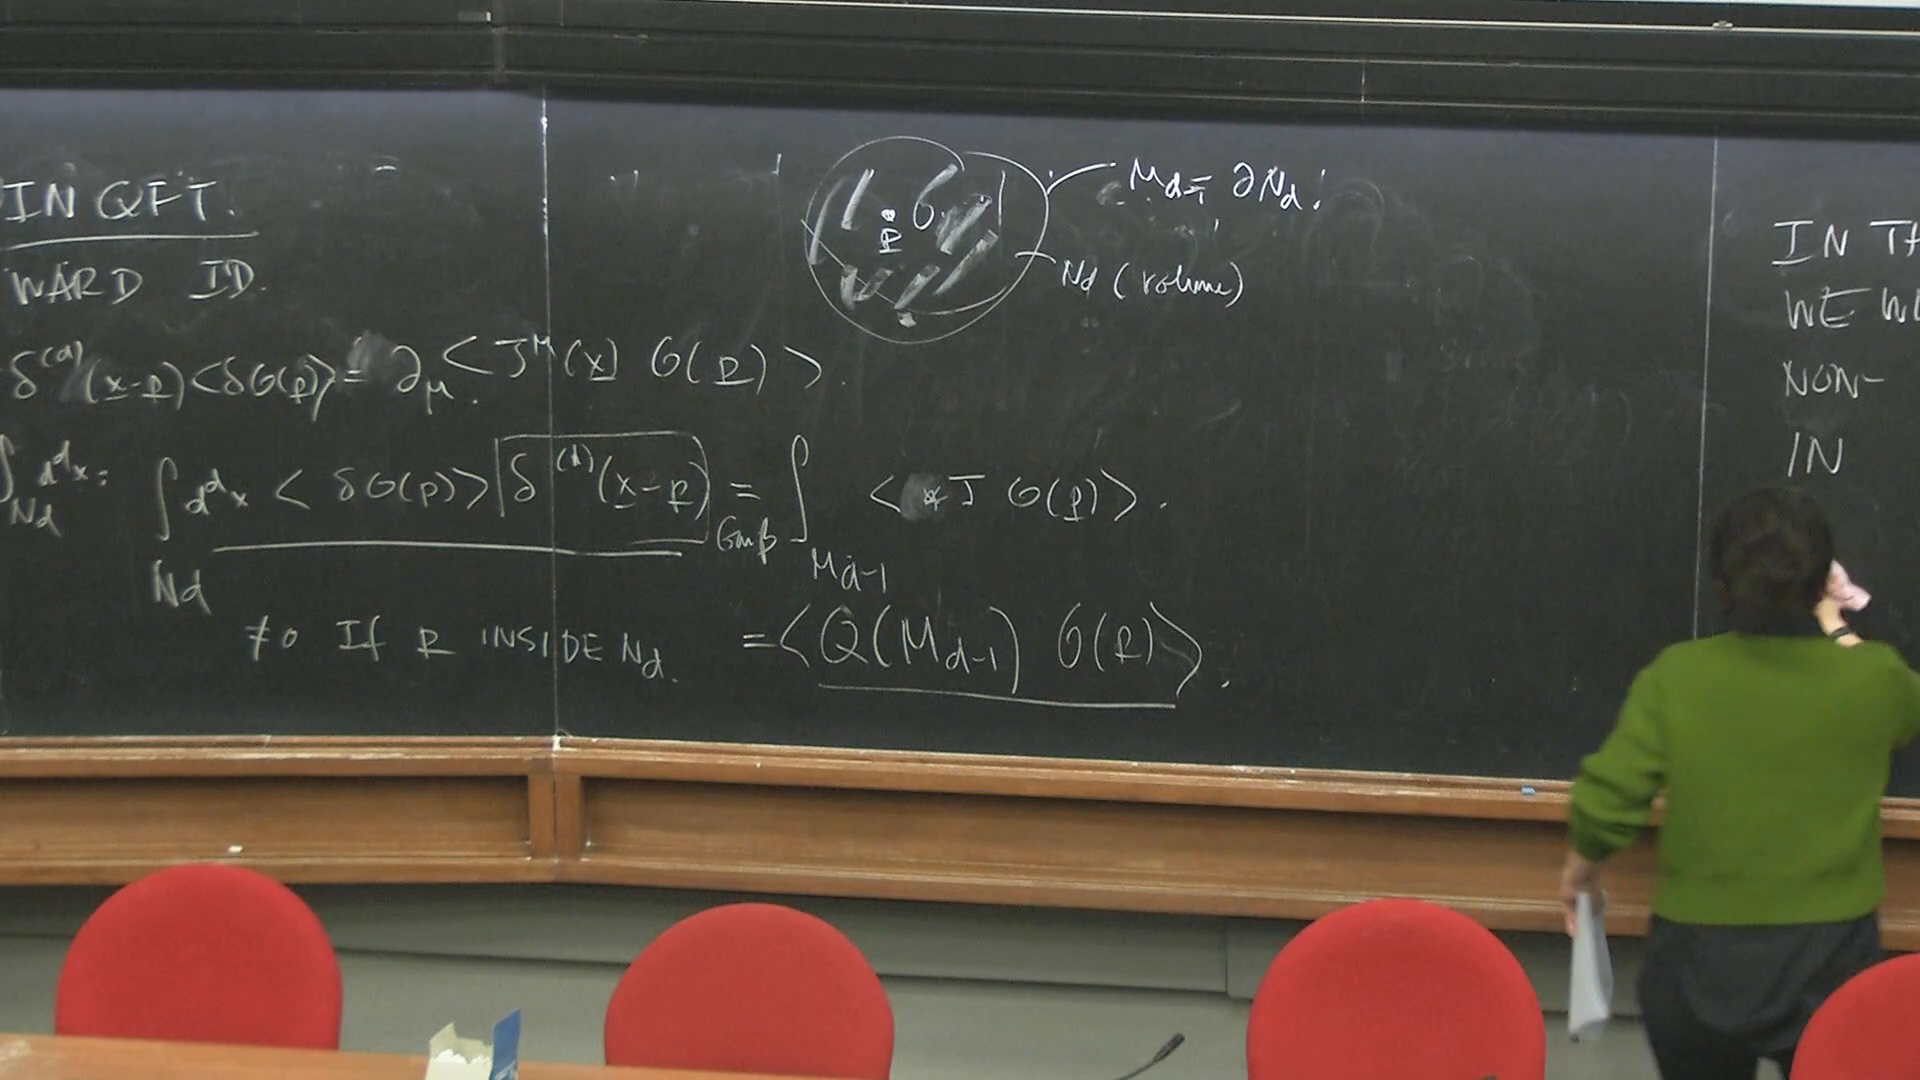 IN QFT.
WARD ID.
M_{d-1} = ∂N_d!
P
N_d (volume)
δ^{(d)}(x-P)<δO(P)> = ∂_μ <J^μ(x) O(P)>.
∫_{N_d} d^dx: ∫_{N_d} d^dx <δO(P)> δ^{(d)}(x-P) = ∫_{M_{d-1}} <*J O(P)>.
≠0 If P INSIDE N_d. = <Q(M_{d-1}) O(P)>.
IN
WE
NON-
IN